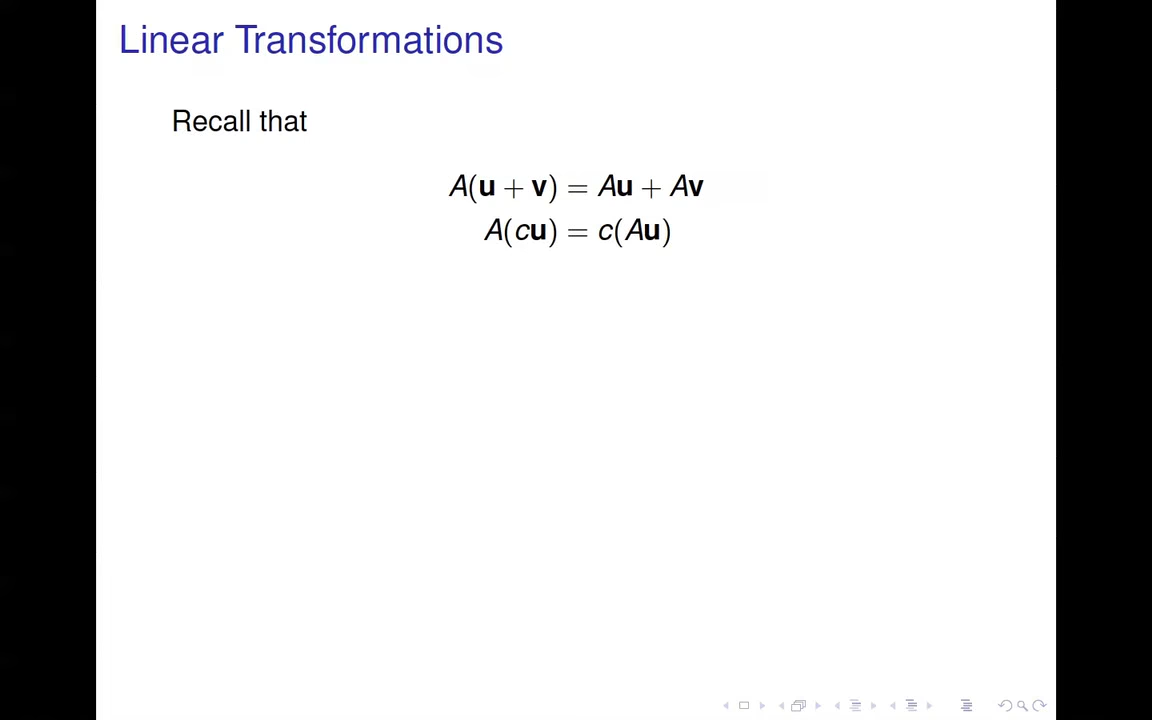 Linear Transformations
Recall that
A(u + v) = Au + Av
A(cu) = c(Au)